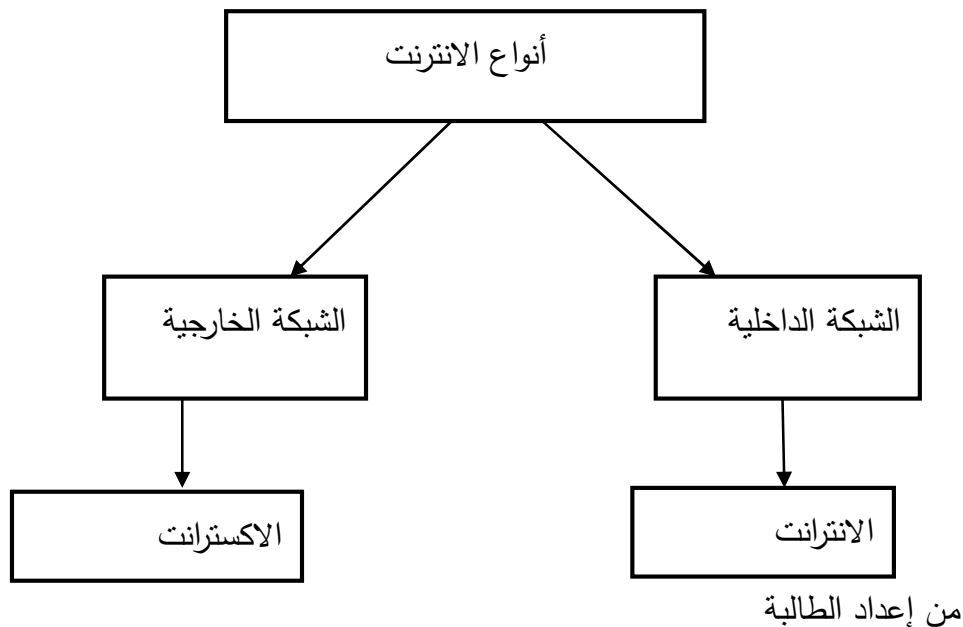 أنواع الانترنت
الشبكة الداخلية
الشبكة الخارجية
الانترانت
الاكسترانت
من إعداد الطالبة